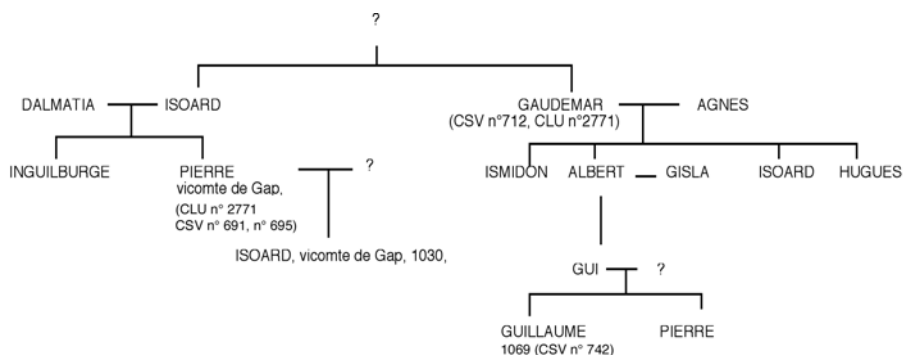 ?
DALMATIA ISOARD GAUDEMAR AGNES
(CSV n°712, CLU n°2771)
INGUILBURGE PIERRE ? ISMIDON ALBERT GISLA ISOARD HUGUES
vicomte de Gap,
(CLU n° 2771
CSV n° 691, n° 695)
ISOARD, vicomte de Gap, 1030,
GUI ?
GUILLAUME PIERRE
1069 (CSV n° 742)